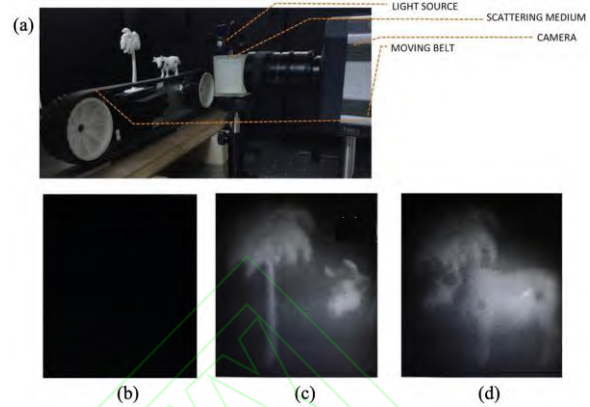 LIGHT SOURCE
(a)
SCATTERING MEDIUM
CAMERA
MOVING BELT
(b)
(c)
(d)